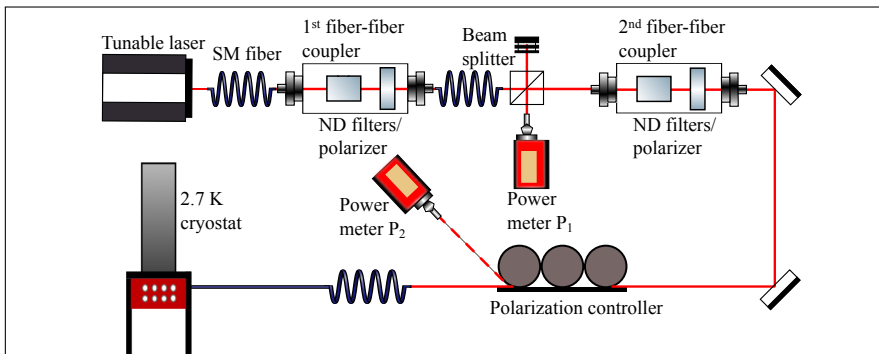 Tunable laser
SM fiber
1st fiber-fiber
coupler
ND filters/
polarizer
Beam
splitter
2nd fiber-fiber
coupler
ND filters/
polarizer
Power
meter P1
Power
meter P2
2.7 K
cryostat
Polarization controller